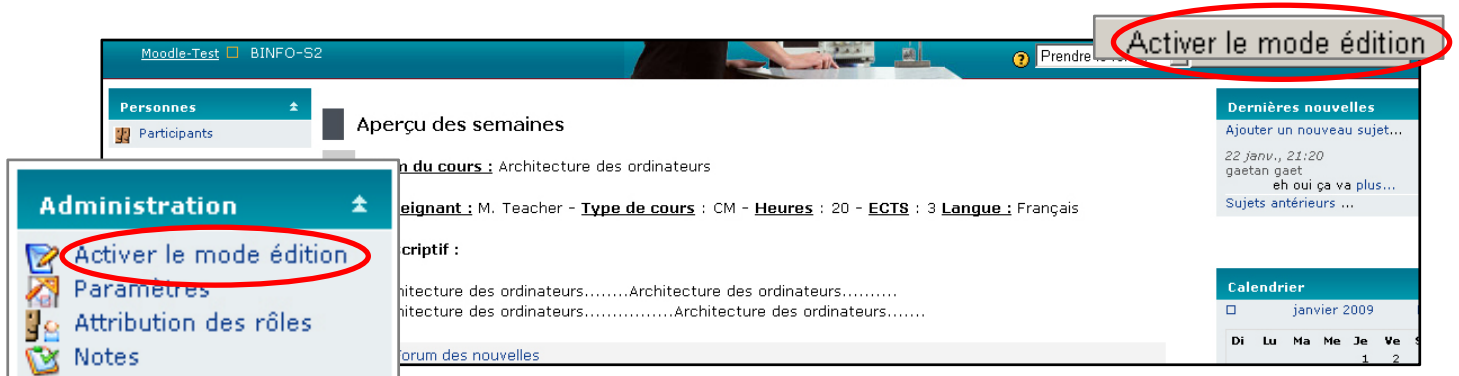 Activer le mode édition
Moodle-Test □ BINFO-S2
Prendre
Personnes
Participants
Administration
Activer le mode édition
Paramètres
Attribution des rôles
Notes
Aperçu des semaines
du cours : Architecture des ordinateurs
eignant : M. Teacher - Type de cours : CM - Heures : 20 - ECTS : 3 Langue : Français
criptif :
itecture des ordinateurs........Architecture des ordinateurs..........
itecture des ordinateurs................Architecture des ordinateurs.......
orum des nouvelles
Dernières nouvelles
Ajouter un nouveau sujet...
22 janv., 21:20
gaetan gaet
eh oui ça va plus...
Sujets antérieurs ...
Calendrier
janvier 2009
Di Lu Ma Me Je Ve
1 2